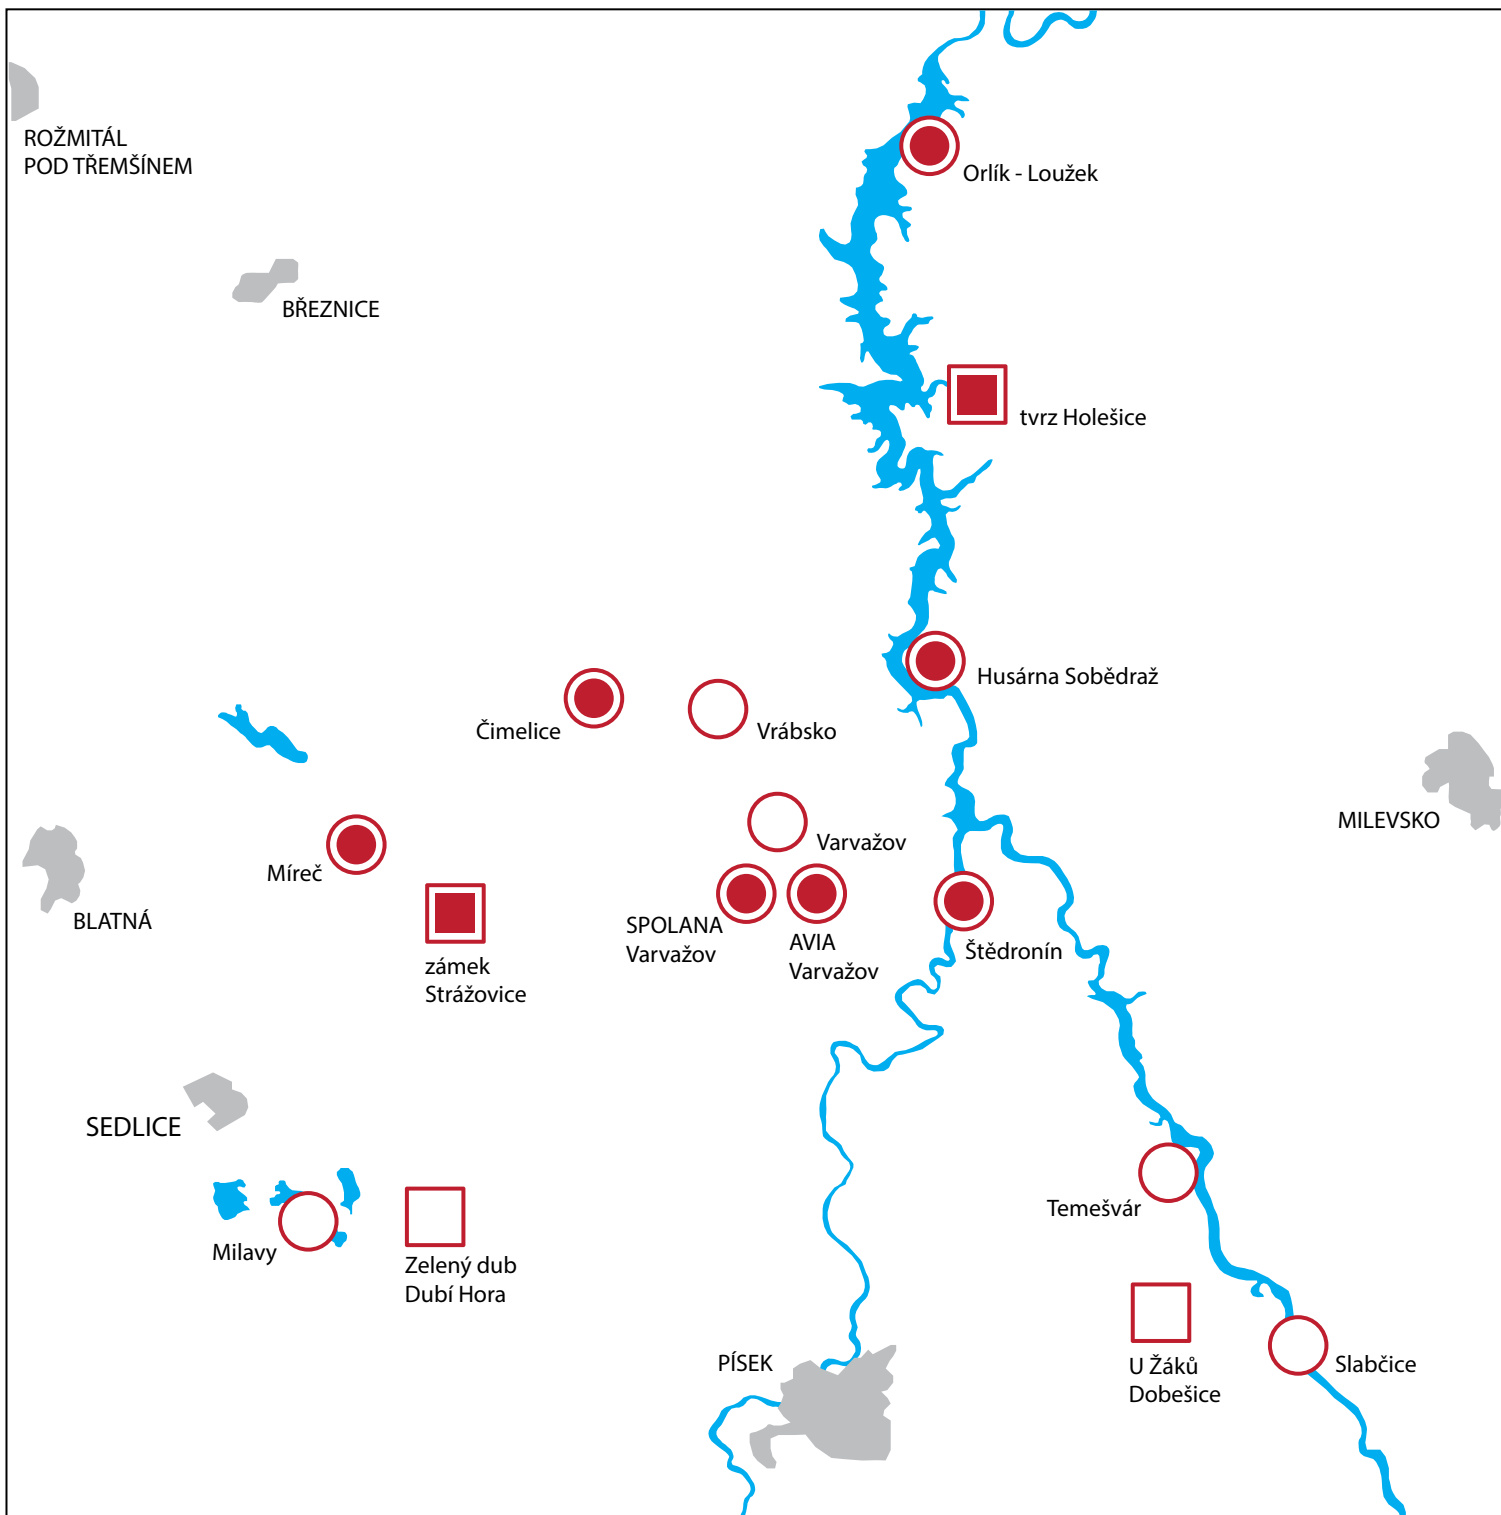 ROŽMITÁL
POD TŘEMŠÍNEM
Orlík - Loužek
BŘEZNICE
tvrz Holešice
Husárna Sobědraž
Čimelice
Vrábsko
MILEVSKO
Varvažov
Míreč
BLATNÁ
SPOLANA
Varvažov
AVIA
Varvažov
Štědronín
zámek
Strážovice
SEDLICE
Temešvár
Milavy
Zelený dub
Dubí Hora
PÍSEK
U Žáků
Dobešice
Slabčice